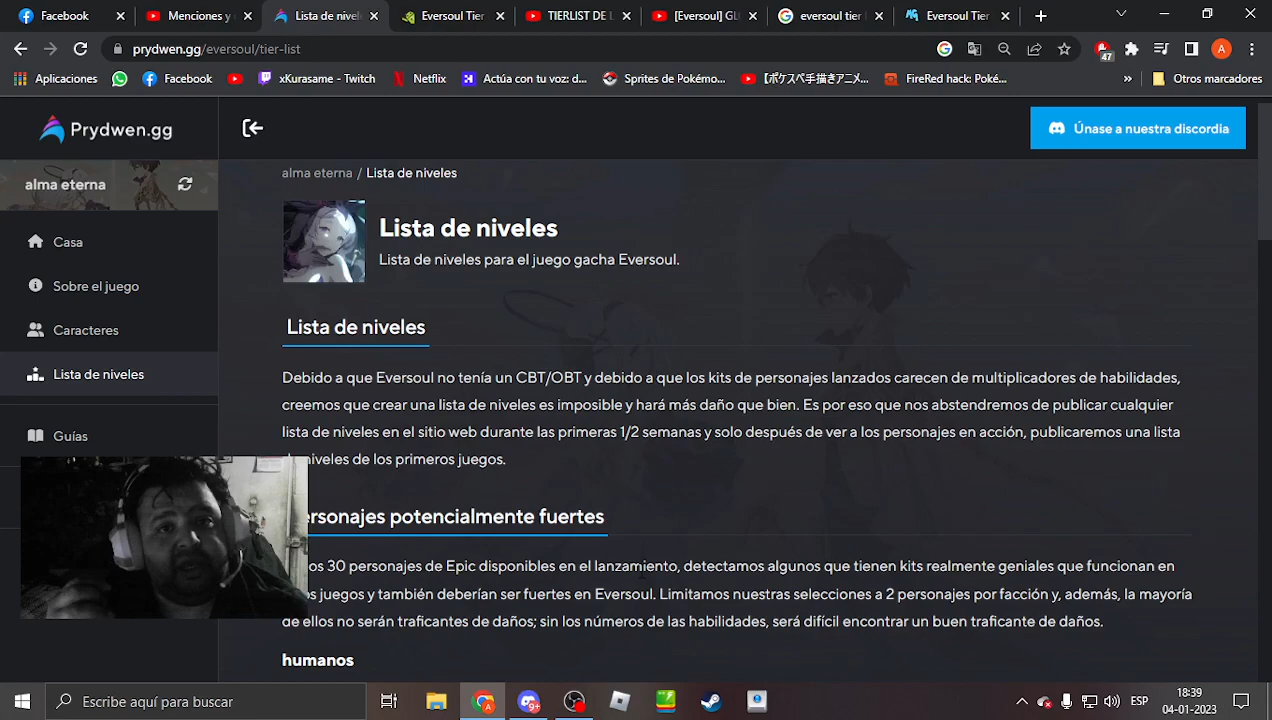 Facebook
Menciones y
Lista de nivel
Eversoul Tier
TIERLIST DE L
[Eversoul] GL
eversoul tier
Eversoul Tier
prydwen.gg/eversoul/tier-list
47
A
Aplicaciones
Facebook
xKurasame - Twitch
Netflix
Actúa con tu voz: d...
Sprites de Pokémo...
【ポケスペ手描きアニメ...
FireRed hack: Poké...
»
Otros marcadores
Prydwen.gg
Únase a nuestra discordia
alma eterna
alma eterna / Lista de niveles
Lista de niveles
Lista de niveles para el juego gacha Eversoul.
Casa
Sobre el juego
Caracteres
Lista de niveles
Guías
Lista de niveles
Debido a que Eversoul no tenía un CBT/OBT y debido a que los kits de personajes lanzados carecen de multiplicadores de habilidades,
creemos que crear una lista de niveles es imposible y hará más daño que bien. Es por eso que nos abstendremos de publicar cualquier
lista de niveles en el sitio web durante las primeras 1/2 semanas y solo después de ver a los personajes en acción, publicaremos una lista
niveles de los primeros juegos.
ersonajes potencialmente fuertes
os 30 personajes de Epic disponibles en el lanzamiento, detectamos algunos que tienen kits realmente geniales que funcionan en
s juegos y también deberían ser fuertes en Eversoul. Limitamos nuestras selecciones a 2 personajes por facción y, además, la mayoría
de ellos no serán traficantes de daños; sin los números de las habilidades, será difícil encontrar un buen traficante de daños.
humanos
Escribe aquí para buscar
A
9+
ESP
18:39
04-01-2023